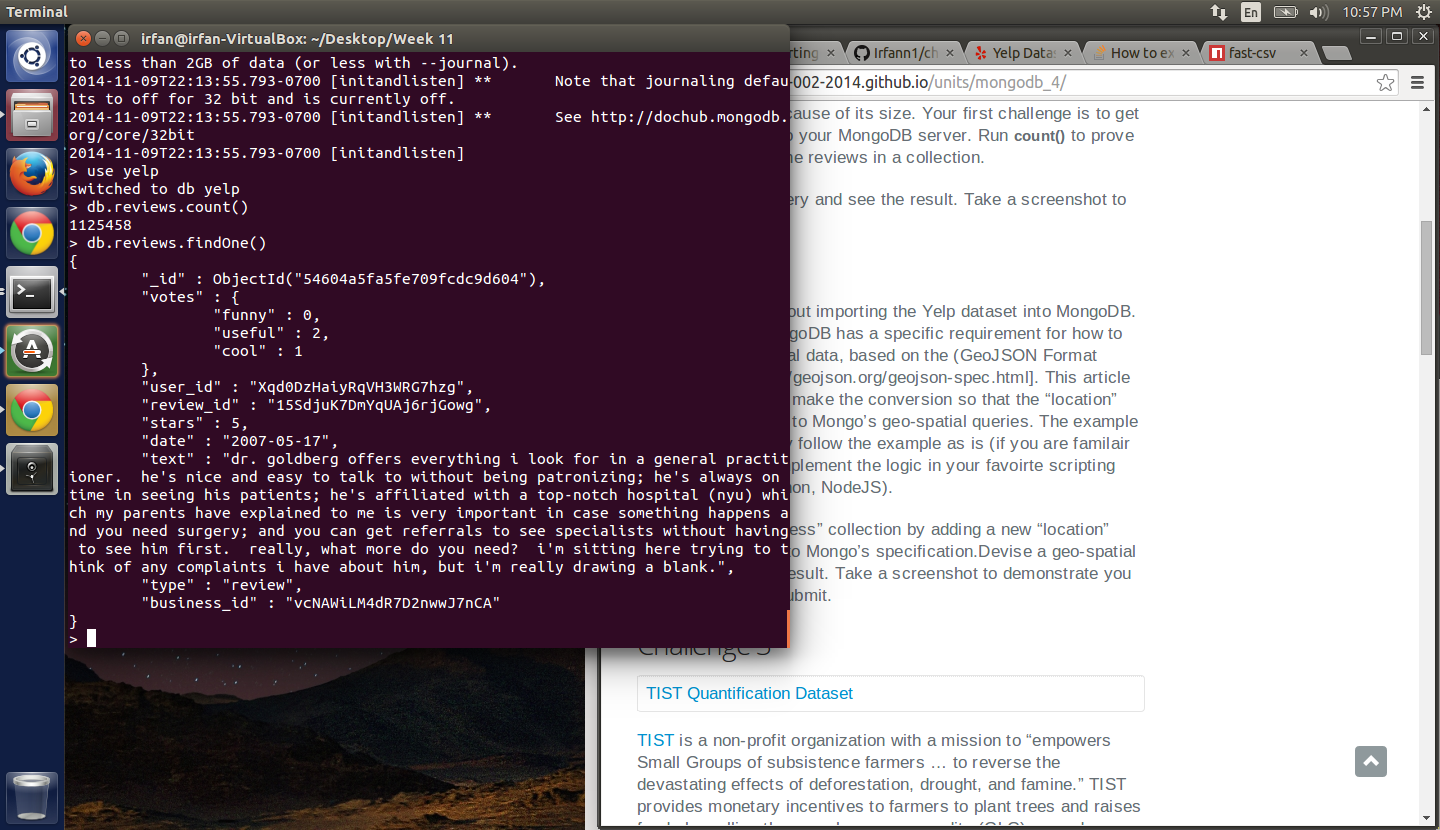 Terminal
En
10:57 PM
irfan@irfan-VirtualBox: ~/Desktop/Week 11
to less than 2GB of data (or less with --journal).
2014-11-09T22:13:55.793-0700 [initandlisten] **       Note that journaling defau
lts to off for 32 bit and is currently off.
2014-11-09T22:13:55.793-0700 [initandlisten] **       See http://dochub.mongodb.
org/core/32bit
2014-11-09T22:13:55.793-0700 [initandlisten]
> use yelp
switched to db yelp
> db.reviews.count()
1125458
> db.reviews.findOne()
{
"_id" : ObjectId("54604a5fa5fe709fcdc9d604"),
"votes" : {
"funny" : 0,
"useful" : 2,
"cool" : 1
},
"user_id" : "Xqd0DzHaiyRqVH3WRG7hzg",
"review_id" : "15SdjuK7DmYqUAj6rjGowg",
"stars" : 5,
"date" : "2007-05-17",
"text" : "dr. goldberg offers everything i look for in a general practit
ioner.  he's nice and easy to talk to without being patronizing; he's always on
time in seeing his patients; he's affiliated with a top-notch hospital (nyu) whi
ch my parents have explained to me is very important in case something happens a
nd you need surgery; and you can get referrals to see specialists without having
to see him first.  really, what more do you need?  i'm sitting here trying to t
hink of any complaints i have about him, but i'm really drawing a blank.",
"type" : "review",
"business_id" : "vcNAWiLM4dR7D2nwwJ7nCA"
}
>
rting
Irfann1/ch
Yelp Datas
How to ex
fast-csv
-002-2014.github.io/units/mongodb_4/
ause of its size. Your first challenge is to get
o your MongoDB server. Run count() to prove
he reviews in a collection.
ery and see the result. Take a screenshot to
out importing the Yelp dataset into MongoDB.
goDB has a specific requirement for how to
al data, based on the (GeoJSON Format
/geojson.org/geojson-spec.html]. This article
make the conversion so that the “location”
to Mongo’s geo-spatial queries. The example
y follow the example as is (if you are familair
plement the logic in your favoirte scripting
hon, NodeJS).
ess” collection by adding a new “location”
o Mongo’s specification.Devise a geo-spatial
esult. Take a screenshot to demonstrate you
ubmit.
Challenge 3
TIST Quantification Dataset
TIST is a non-profit organization with a mission to “empowers
Small Groups of subsistence farmers … to reverse the
devastating effects of deforestation, drought, and famine.” TIST
provides monetary incentives to farmers to plant trees and raises